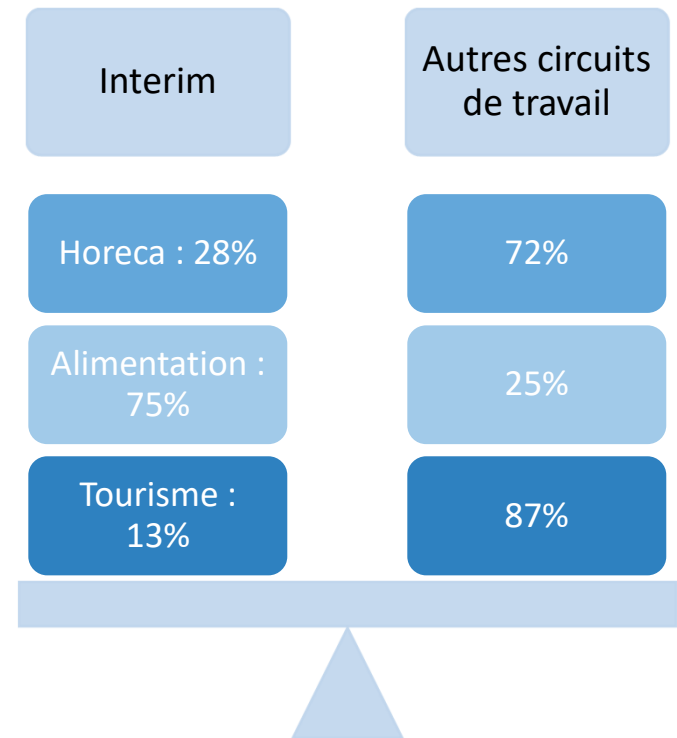 Interim
Autres circuits
de travail
Horeca : 28%
72%
Alimentation :
75%
25%
Tourisme :
13%
87%